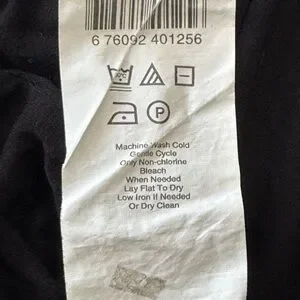 6 76092 401256
P
Machine Wash Cold
Gentle Cycle
Only Non-chlorine
Bleach
When Needed
Lay Flat To Dry
Low Iron If Needed
Or Dry Clean